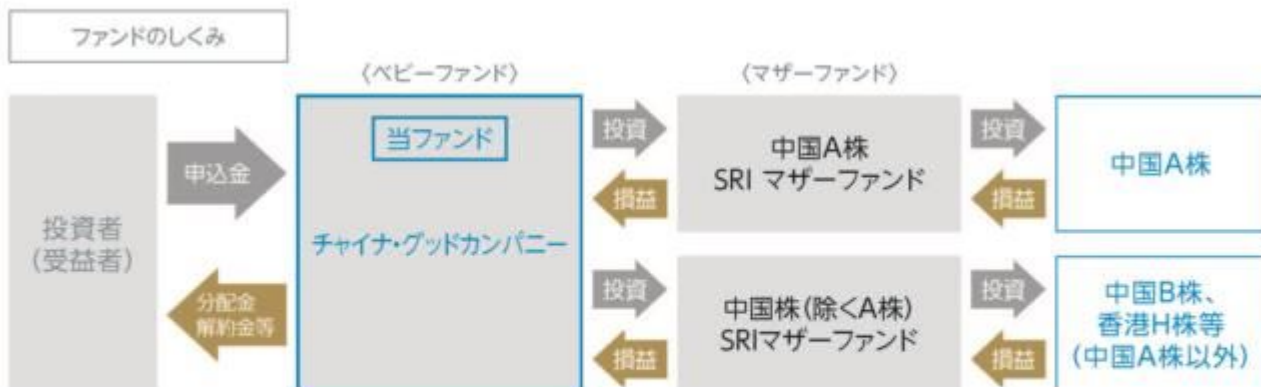 ファンドのしくみ
〈ベビーファンド〉
〈マザーファンド〉
投資者
(受益者)
申込金
分配金
解約金等
当ファンド
チャイナ・グッドカンパニー
投資
損益
中国A株
SRI マザーファンド
投資
損益
中国A株
投資
損益
中国株(除くA株)
SRIマザーファンド
投資
損益
中国B株、
香港H株等
(中国A株以外)